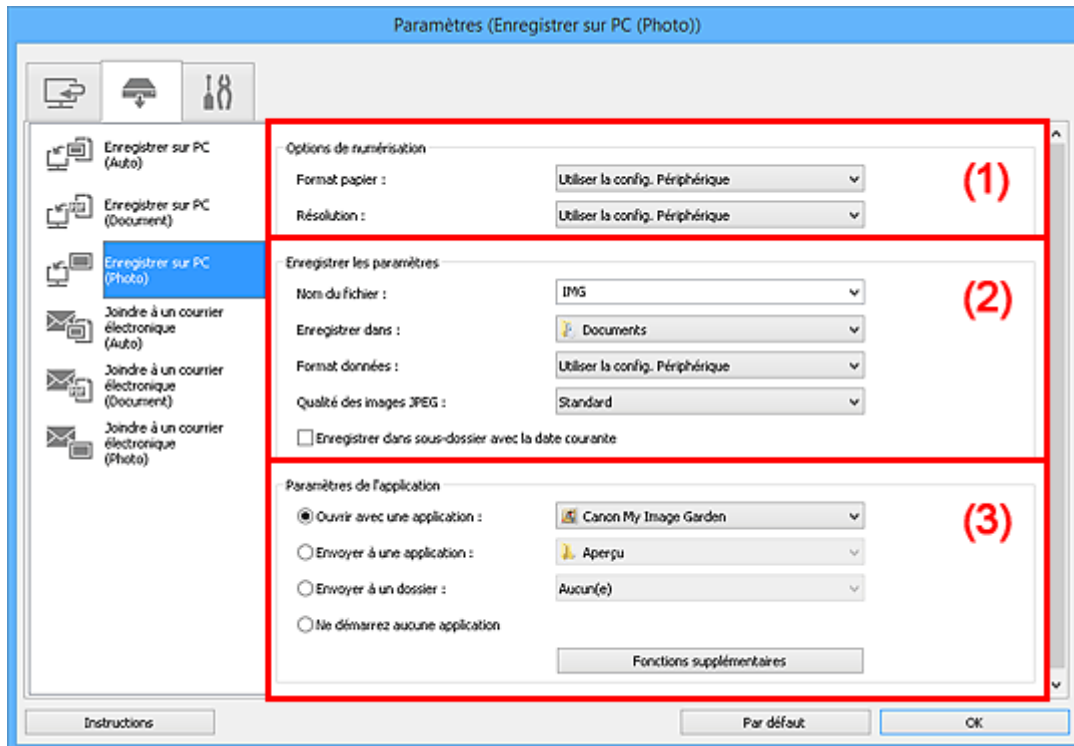 Paramètres (Enregistrer sur PC (Photo))
Enregistrer sur PC
(Auto)
Enregistrer sur PC
(Document)
Enregistrer sur PC
(Photo)
Joindre à un courrier
électronique
(Auto)
Joindre à un courrier
électronique
(Document)
Joindre à un courrier
électronique
(Photo)
Options de numérisation
(1)
Format papier : Utiliser la config. Périphérique
Résolution : Utiliser la config. Périphérique
Enregistrer les paramètres
(2)
Nom du fichier : IMG
Enregistrer dans : Documents
Format données : Utiliser la config. Périphérique
Qualité des images JPEG : Standard
Enregistrer dans sous-dossier avec la date courante
Paramètres de l'application
(3)
Ouvrir avec une application : Canon My Image Garden
Envoyer à une application : Aperçu
Envoyer à un dossier : Aucun(e)
Ne démarrez aucune application
Fonctions supplémentaires
Instructions Par défaut OK